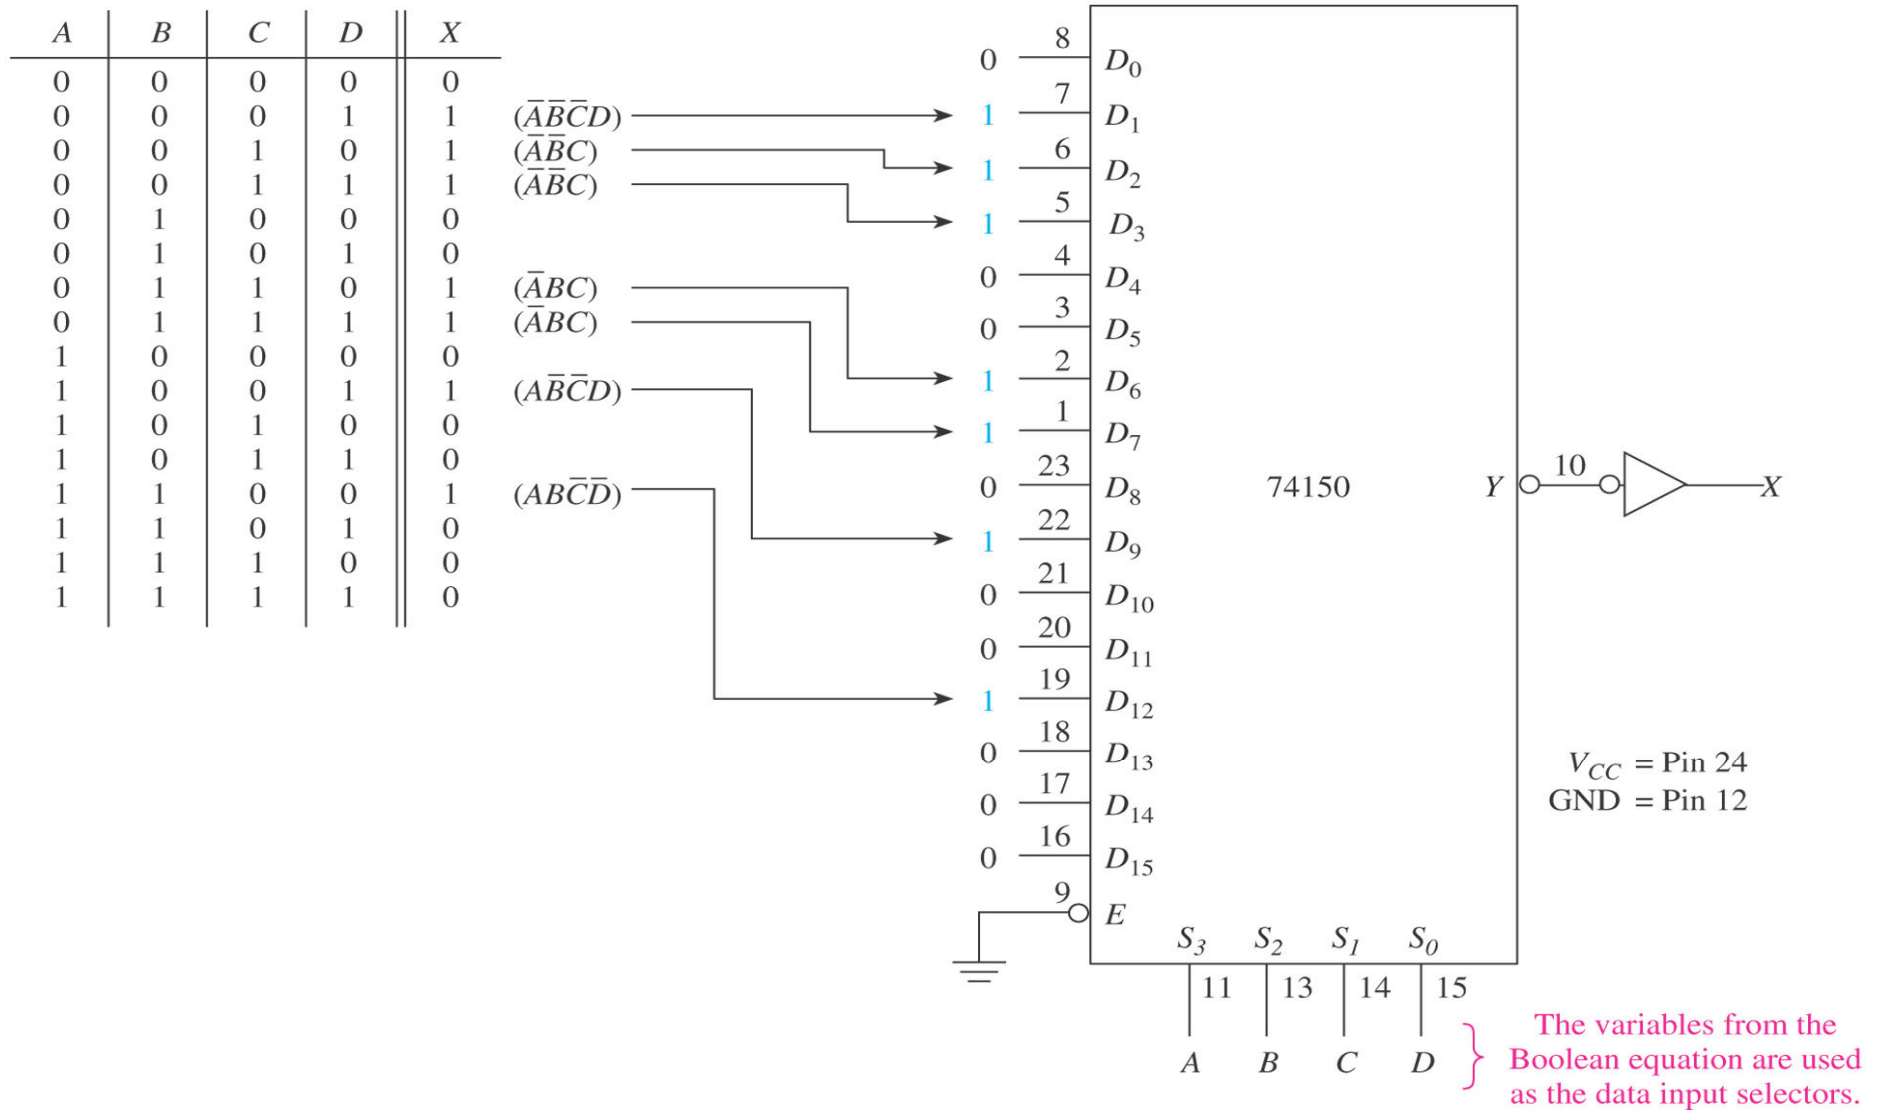 A B C D X
0 0 0 0 0
0 0 0 1 1 (A̅B̅C̅D)
0 0 1 0 1 (A̅B̅C)
0 0 1 1 1 (A̅B̅C)
0 1 0 0 0
0 1 0 1 0
0 1 1 0 1 (A̅BC)
0 1 1 1 1 (A̅BC)
1 0 0 0 0
1 0 0 1 1 (AB̅C̅D)
1 0 1 0 0
1 0 1 1 0
1 1 0 0 1 (ABC̅D̅)
1 1 0 1 0
1 1 1 0 0
1 1 1 1 0
0 8 D₀
1 7 D₁
1 6 D₂
1 5 D₃
0 4 D₄
0 3 D₅
1 2 D₆
1 1 D₇
0 23 D₈
1 22 D₉
0 21 D₁₀
0 20 D₁₁
1 19 D₁₂
0 18 D₁₃
0 17 D₁₄
0 16 D₁₅
9 E
74150
Y 10 X
V_CC = Pin 24
GND = Pin 12
S₃ S₂ S₁ S₀
11 13 14 15
A B C D
The variables from the
Boolean equation are used
as the data input selectors.